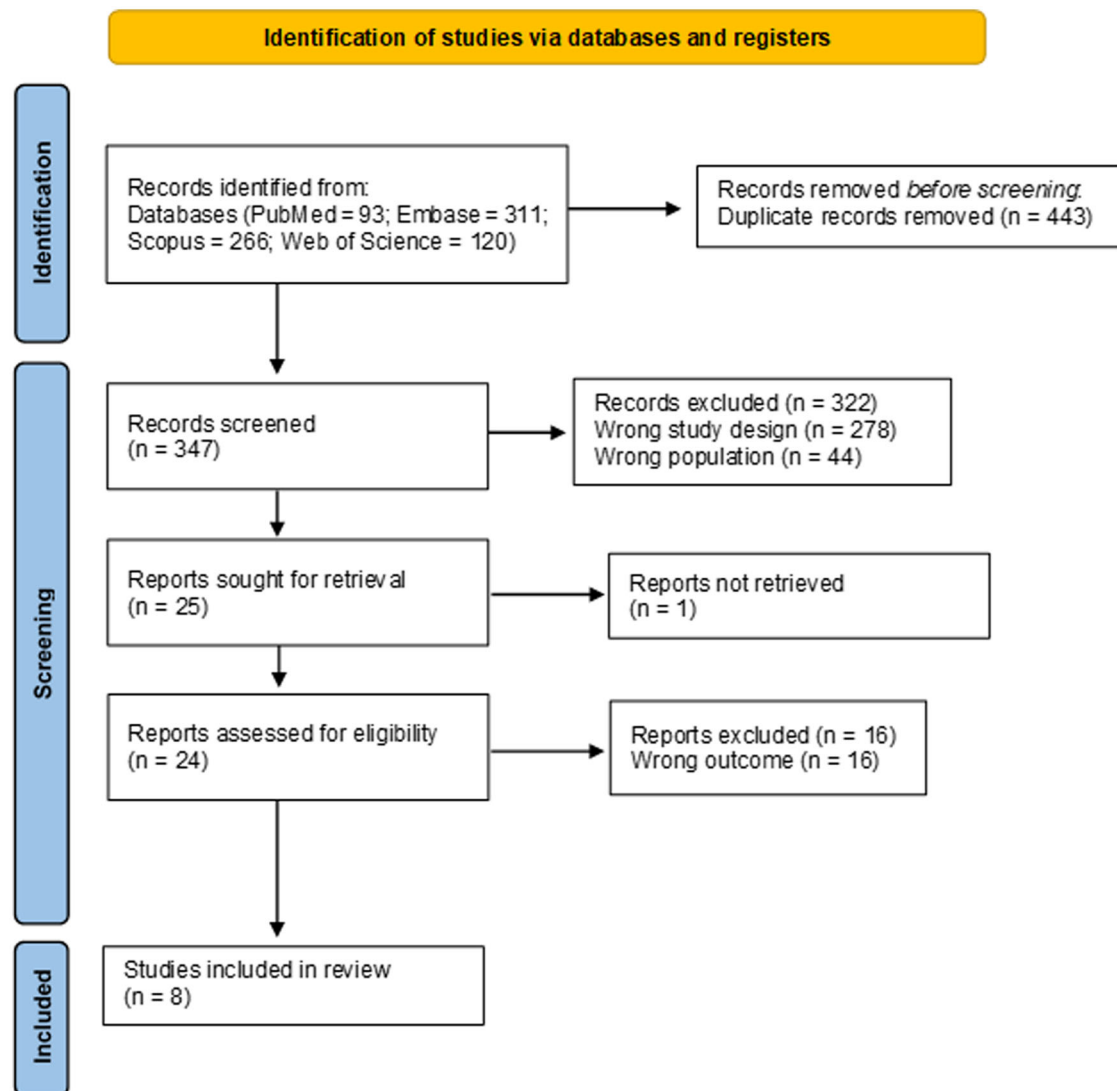 Identification of studies via databases and registers
Identification
Records identified from:
Databases (PubMed = 93; Embase = 311;
Scopus = 266; Web of Science = 120)
Records removed before screening:
Duplicate records removed (n = 443)
Screening
Records screened
(n = 347)
Records excluded (n = 322)
Wrong study design (n = 278)
Wrong population (n = 44)
Reports sought for retrieval
(n = 25)
Reports not retrieved
(n = 1)
Reports assessed for eligibility
(n = 24)
Reports excluded (n = 16)
Wrong outcome (n = 16)
Included
Studies included in review
(n = 8)